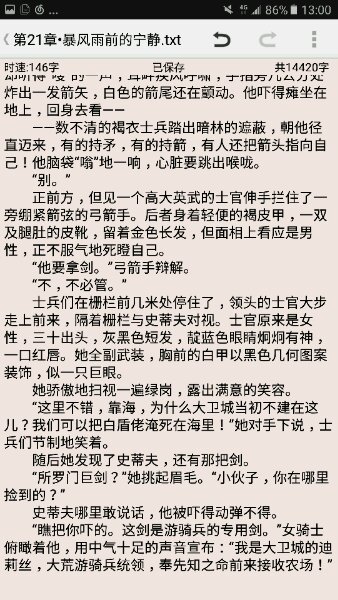 4G 86% 13:00
第21章•暴风雨前的宁静.txt
时速:146字 已保存 共14420字
却听得“嗖”的一声，耳畔疾风呼啸，手指旁几公分处
炸出一发箭矢，白色的箭尾还在颤动。他吓得瘫坐在
地上，回身去看——
——数不清的褐衣士兵踏出暗林的遮蔽，朝他径
直迈来，有的持矛，有的持箭，有人还把箭头指向自
己！他脑袋“嗡”地一响，心脏要跳出喉咙。
“别。”
正前方，但见一个高大英武的士官伸手拦住了一
旁绷紧箭弦的弓箭手。后者身着轻便的褐皮甲，一双
及腿肚的皮靴，留着金色长发，但面相上看应是男
性，正不服气地死瞪自己。
“他要拿剑。”弓箭手辩解。
“不，不必管。”
士兵们在栅栏前几米处停住了，领头的士官大步
走上前来，隔着栅栏与史蒂夫对视。士官原来是女
性，三十出头，灰黑色短发，靛蓝色眼睛炯炯有神，
一口红唇。她全副武装，胸前的白甲以黑色几何图案
装饰，似一只巨眼。
她骄傲地扫视一遍绿岗，露出满意的笑容。
“这里不错，靠海，为什么大卫城当初不建在这
儿？我们可以把白盾佬淹死在海里！”她对手下说，士
兵们节制地笑着。
随后她发现了史蒂夫，还有那把剑。
“所罗门巨剑？”她挑起眉毛。“小伙子，你在哪里
捡到的？”
史蒂夫哪里敢说话，他被吓得动弹不得。
“瞧把你吓的。这剑是游骑兵的专用剑。”女骑士
俯瞰着他，用中气十足的声音宣布：“我是大卫城的迪
莉丝，大荒游骑兵统领，奉先知之命前来接收农场！”